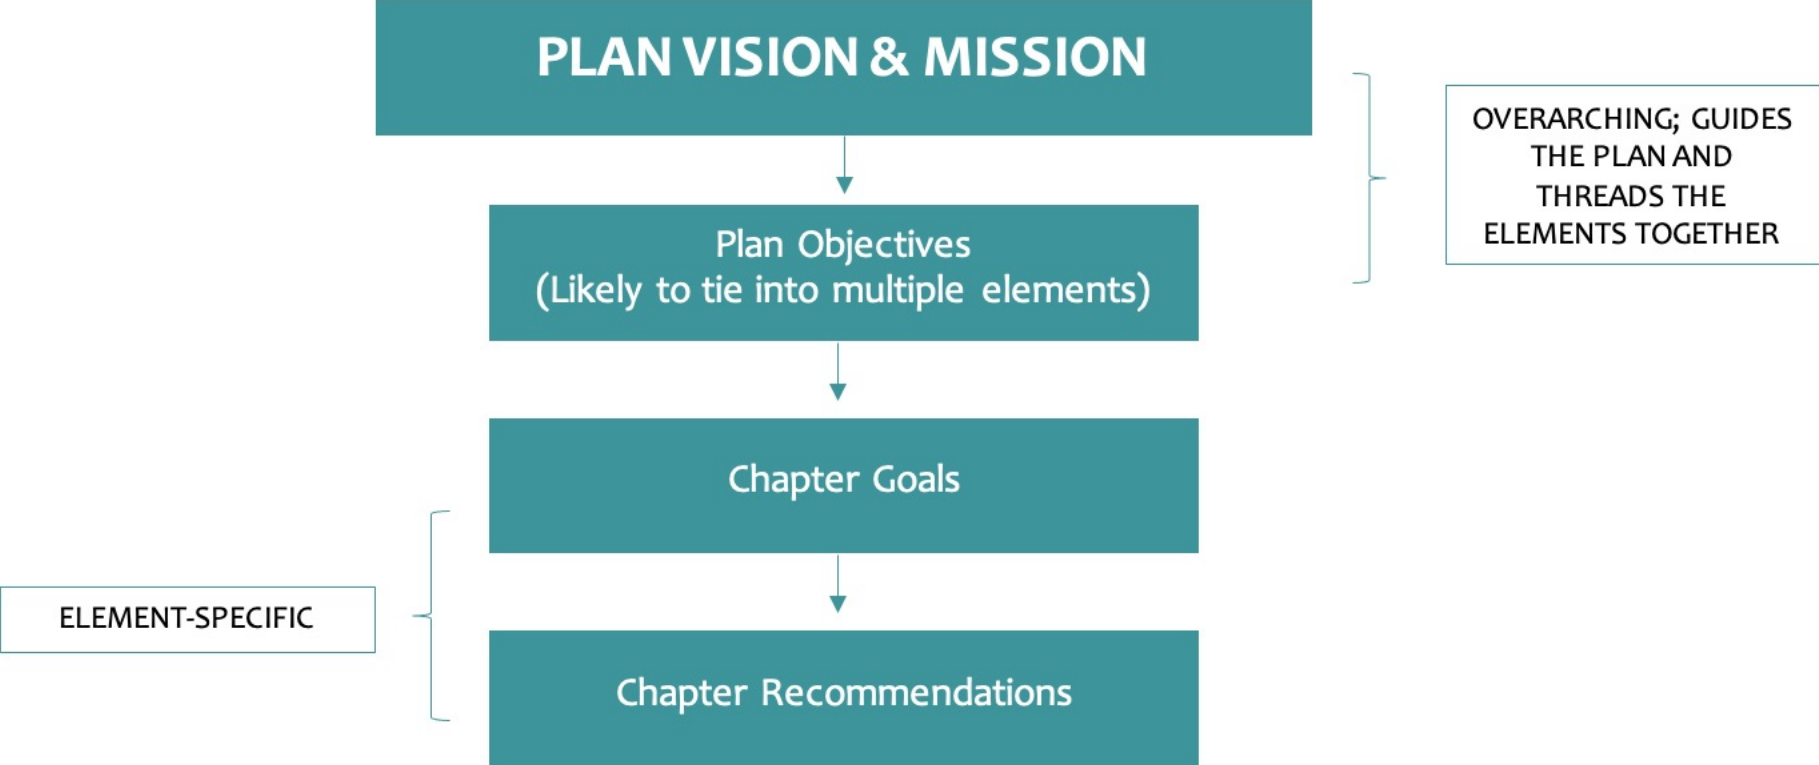 PLAN VISION & MISSION
OVERARCHING; GUIDES
THE PLAN AND
THREADS THE
ELEMENTS TOGETHER
Plan Objectives
(Likely to tie into multiple elements)
Chapter Goals
ELEMENT-SPECIFIC
Chapter Recommendations